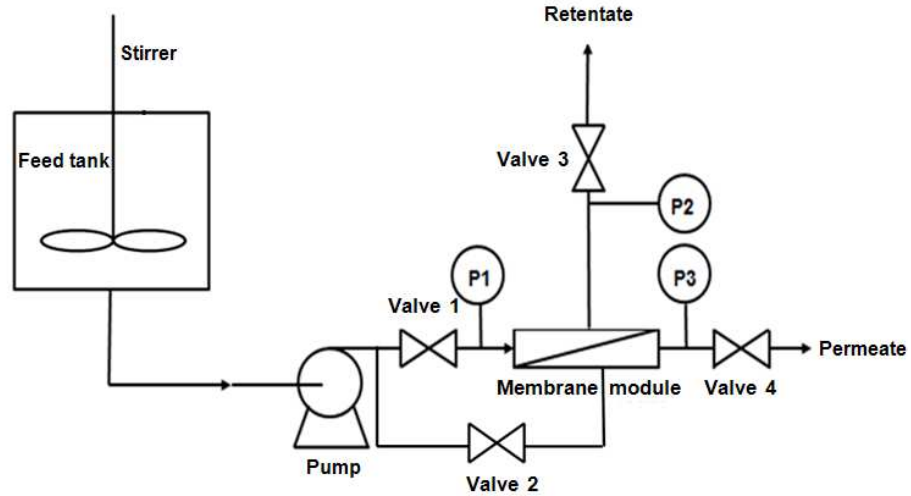 Retentate
Stirrer
Feed tank
Valve 3
P2
P1
P3
Valve 1
Permeate
Membrane module
Valve 4
Pump
Valve 2